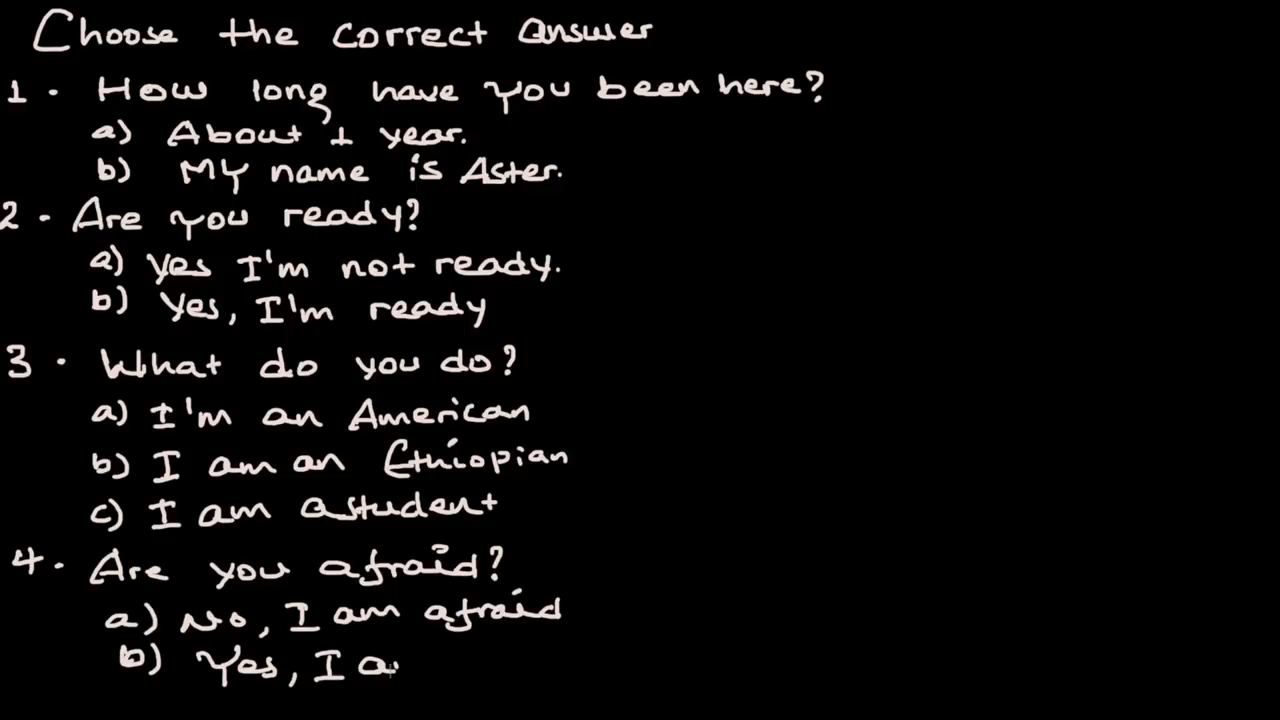 Choose the correct answer
1. How long have you been here?
a) About 1 year.
b) My name is Aster.
2. Are you ready?
a) yes I'm not ready.
b) Yes, I'm ready
3. What do you do?
a) I'm an American
b) I am an Ethiopian
c) I am a student
4. Are you afraid?
a) No, I am afraid
b) Yes, I a